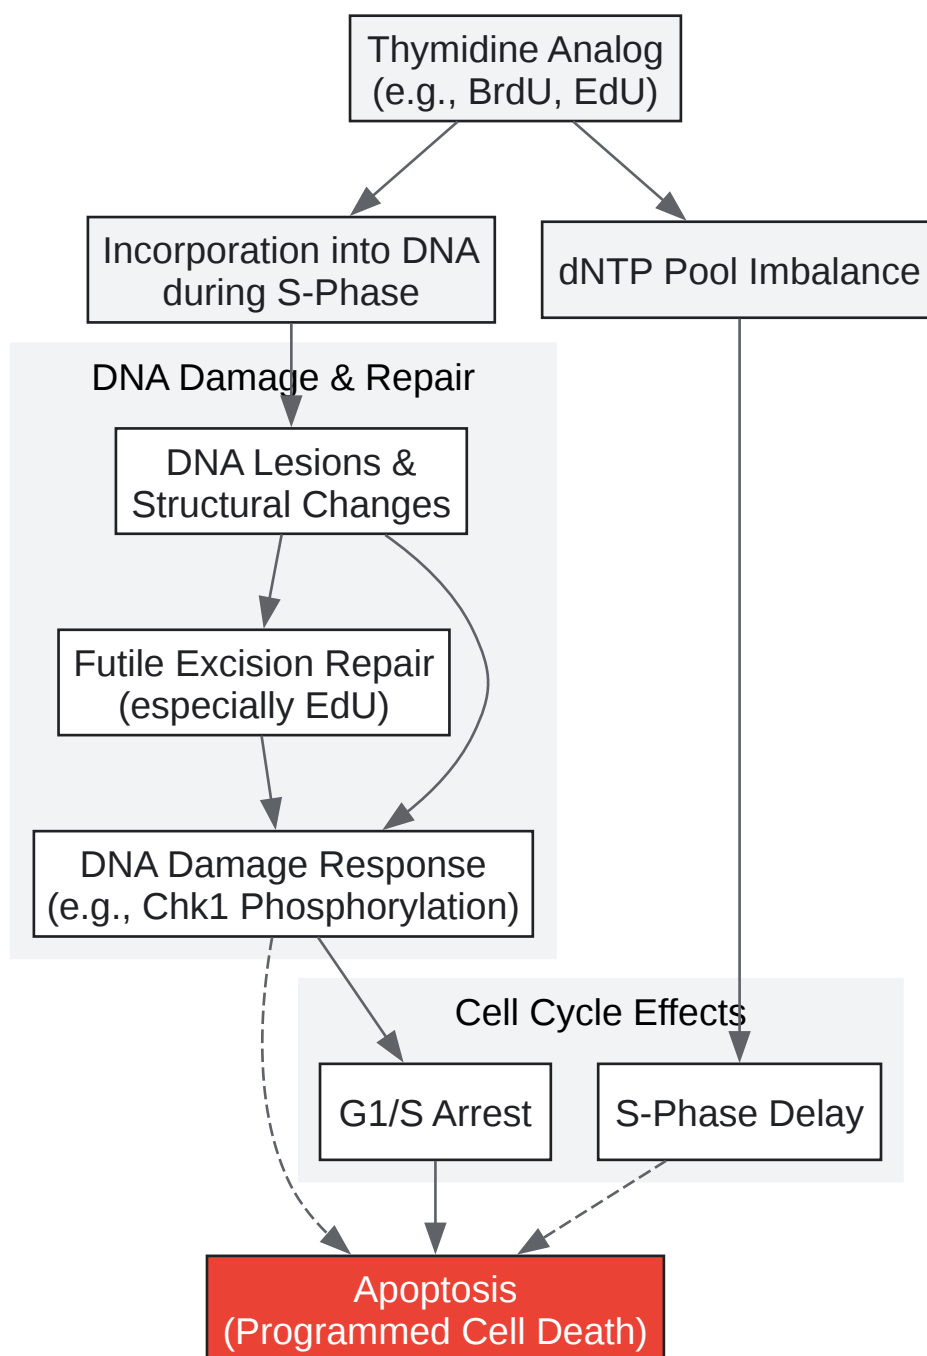 Thymidine Analog
(e.g., BrdU, EdU)
Incorporation into DNA
during S-Phase
dNTP Pool Imbalance
DNA Damage & Repair
DNA Lesions &
Structural Changes
Futile Excision Repair
(especially EdU)
DNA Damage Response
(e.g., Chk1 Phosphorylation)
Cell Cycle Effects
G1/S Arrest
S-Phase Delay
Apoptosis
(Programmed Cell Death)